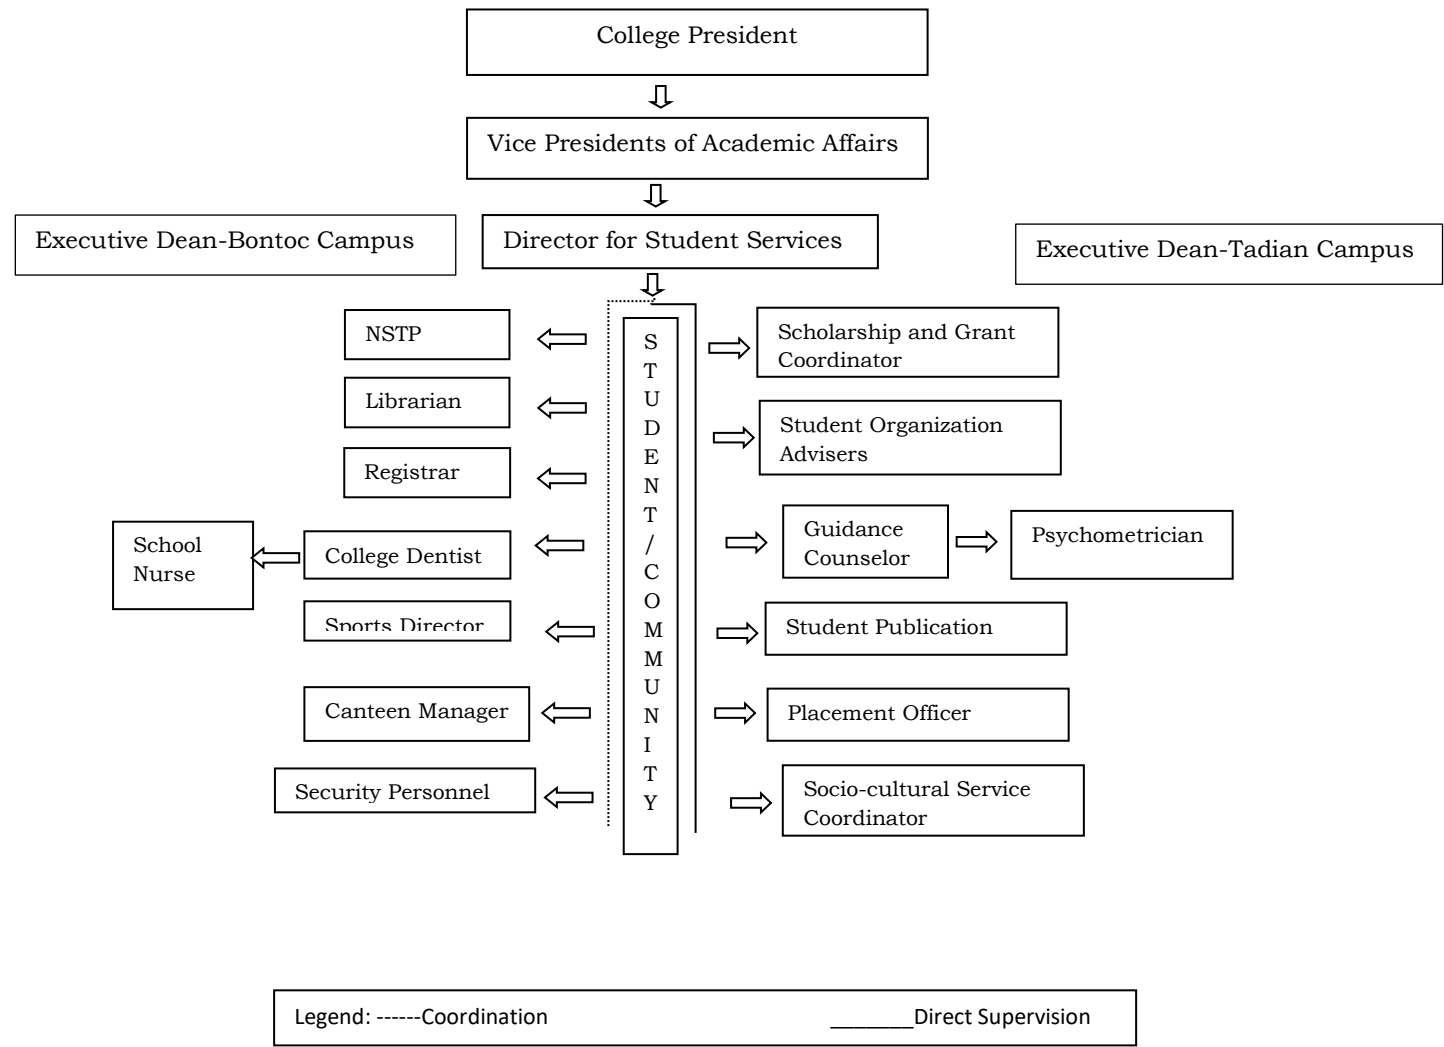 College President
Vice Presidents of Academic Affairs
Executive Dean-Bontoc Campus
Director for Student Services
Executive Dean-Tadian Campus
NSTP
Librarian
Registrar
School
Nurse
College Dentist
Sports Director
Canteen Manager
Security Personnel
S
T
U
D
E
N
T
/
C
O
M
M
U
N
I
T
Y
Scholarship and Grant
Coordinator
Student Organization
Advisers
Guidance
Counselor
Psychometrician
Student Publication
Placement Officer
Socio-cultural Service
Coordinator
Legend: ------Coordination _______Direct Supervision